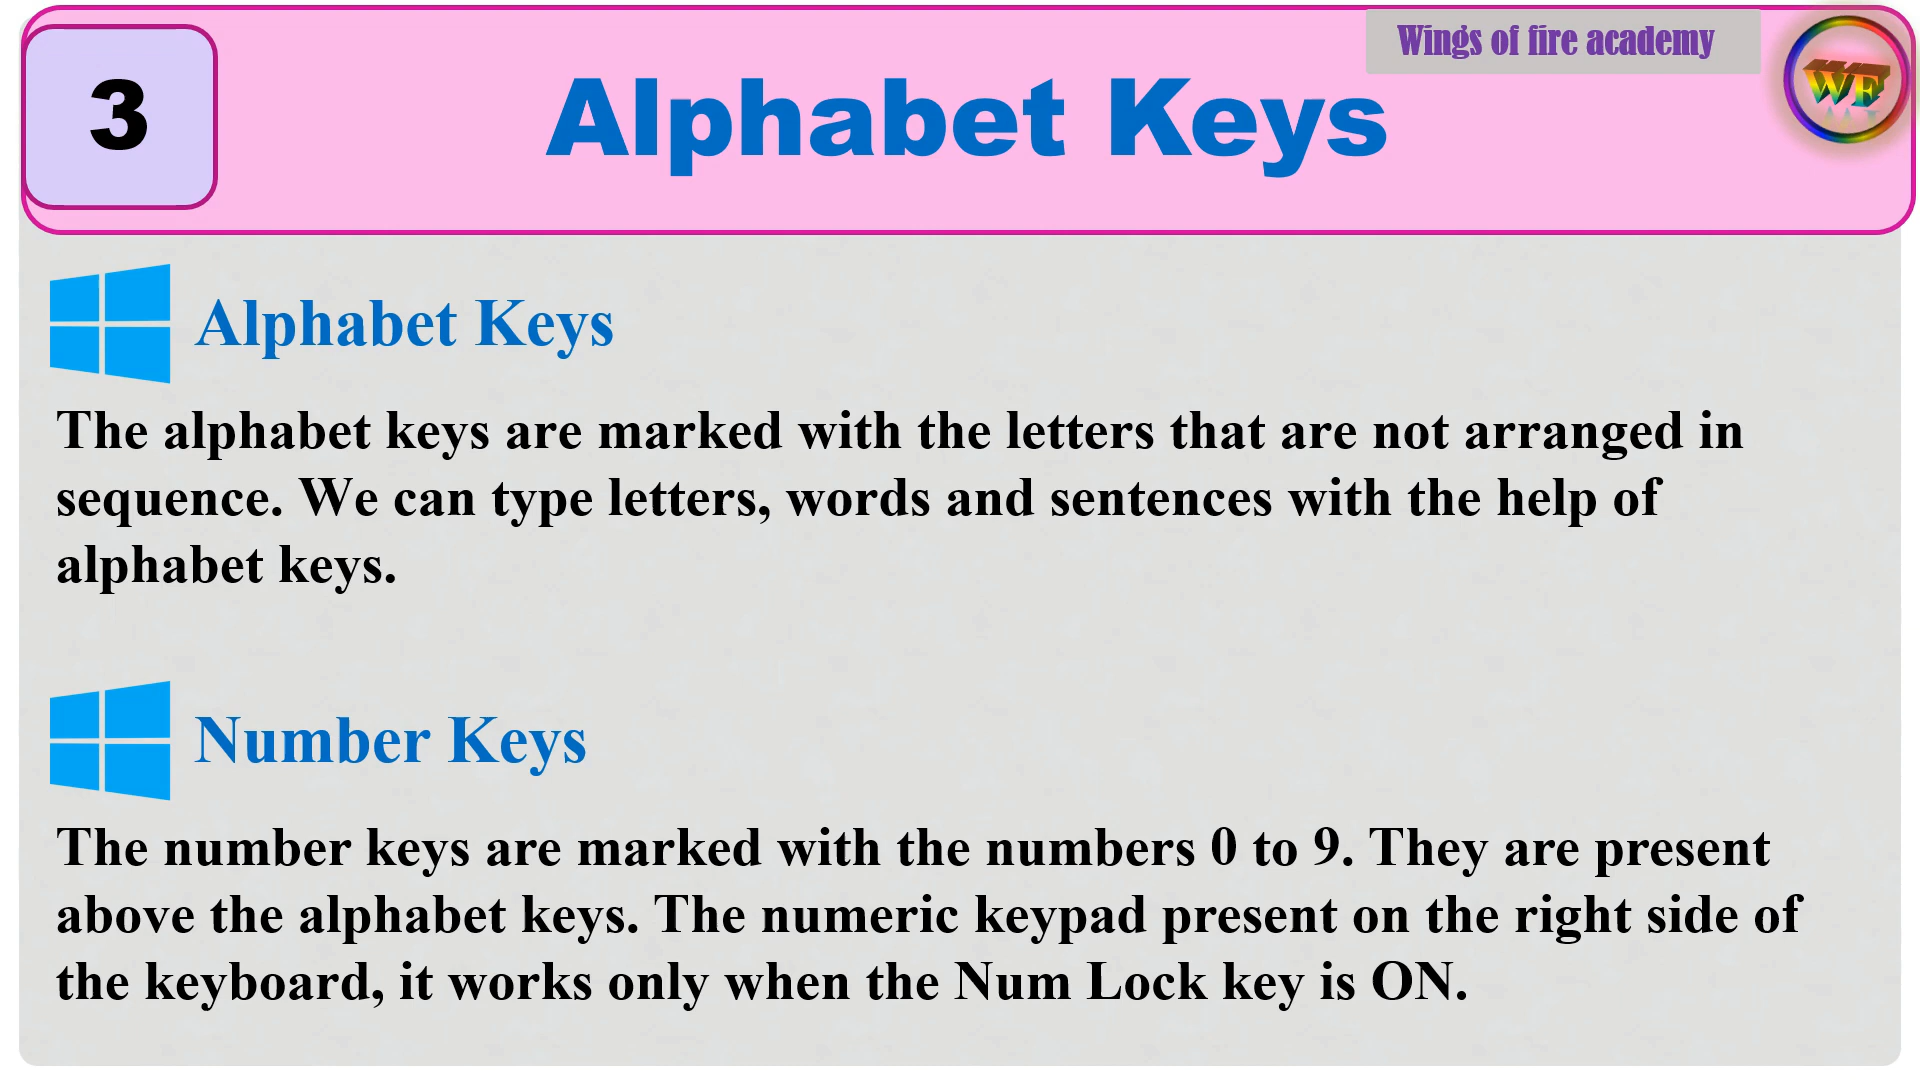 Wings of fire academy
WF
3
Alphabet Keys
Alphabet Keys
The alphabet keys are marked with the letters that are not arranged in
sequence. We can type letters, words and sentences with the help of
alphabet keys.
Number Keys
The number keys are marked with the numbers 0 to 9. They are present
above the alphabet keys. The numeric keypad present on the right side of
the keyboard, it works only when the Num Lock key is ON.